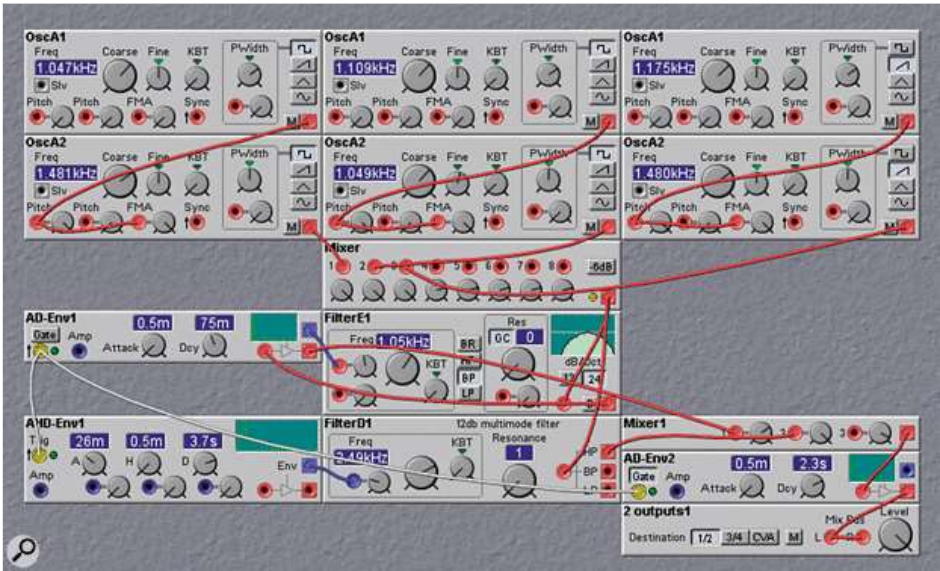 OscA1 OscA1 OscA1
Freq Coarse Fine KBT PWidth Freq Coarse Fine KBT PWidth Freq Coarse Fine KBT PWidth
1.047kHz 1.109kHz 1.175kHz
Slv Slv Slv
Pitch Pitch FMA Sync M Pitch Pitch FMA Sync M Pitch Pitch FMA Sync M
OscA2 OscA2 OscA2
Freq Coarse Fine KBT PWidth Freq Coarse Fine KBT PWidth Freq Coarse Fine KBT PWidth
1.481kHz 1.049kHz 1.480kHz
Slv Slv Slv
Pitch Pitch FMA Sync M Pitch Pitch FMA Sync M Pitch Pitch FMA Sync M
Mixer
1 2 3 4 5 6 7 8 -6dB
AD-Env1 FilterE1
Gate Amp 0.5m 75m Freq 1.05kHz BR Res
Attack Dcy KBT BP LP GC 0 dB/Oct
12 24
AHD-Env1 FilterD1 12db multimode filter Mixer1
Trig 26m 0.5m 3.7s Freq KBT Resonance HP 1 2 3
A H D Env 2.49kHz 1 BP AD-Env2
Amp LP Gate Amp 0.5m 2.3s
Attack Dcy
2 outputs1
Destination 1/2 3/4 CVA M L Mix Level